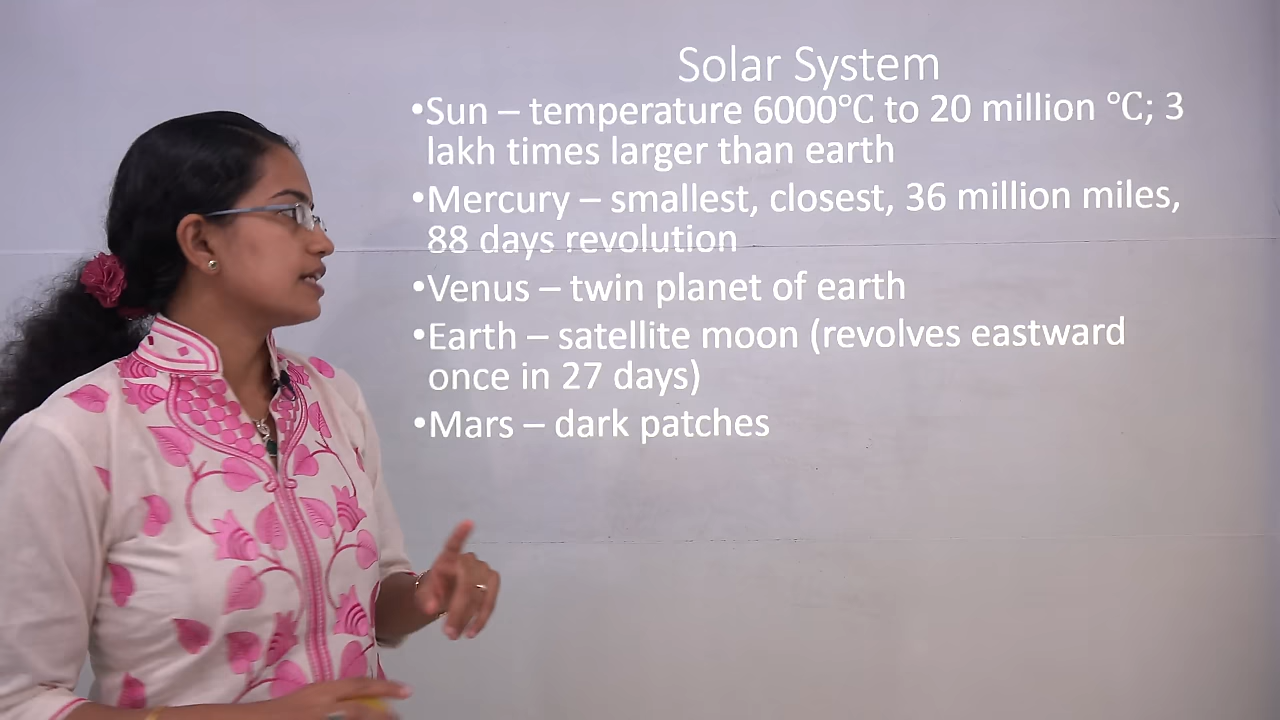 Solar System
•Sun – temperature 6000℃ to 20 million ℃; 3
lakh times larger than earth
•Mercury – smallest, closest, 36 million miles,
88 days revolution
•Venus – twin planet of earth
•Earth – satellite moon (revolves eastward
once in 27 days)
•Mars – dark patches